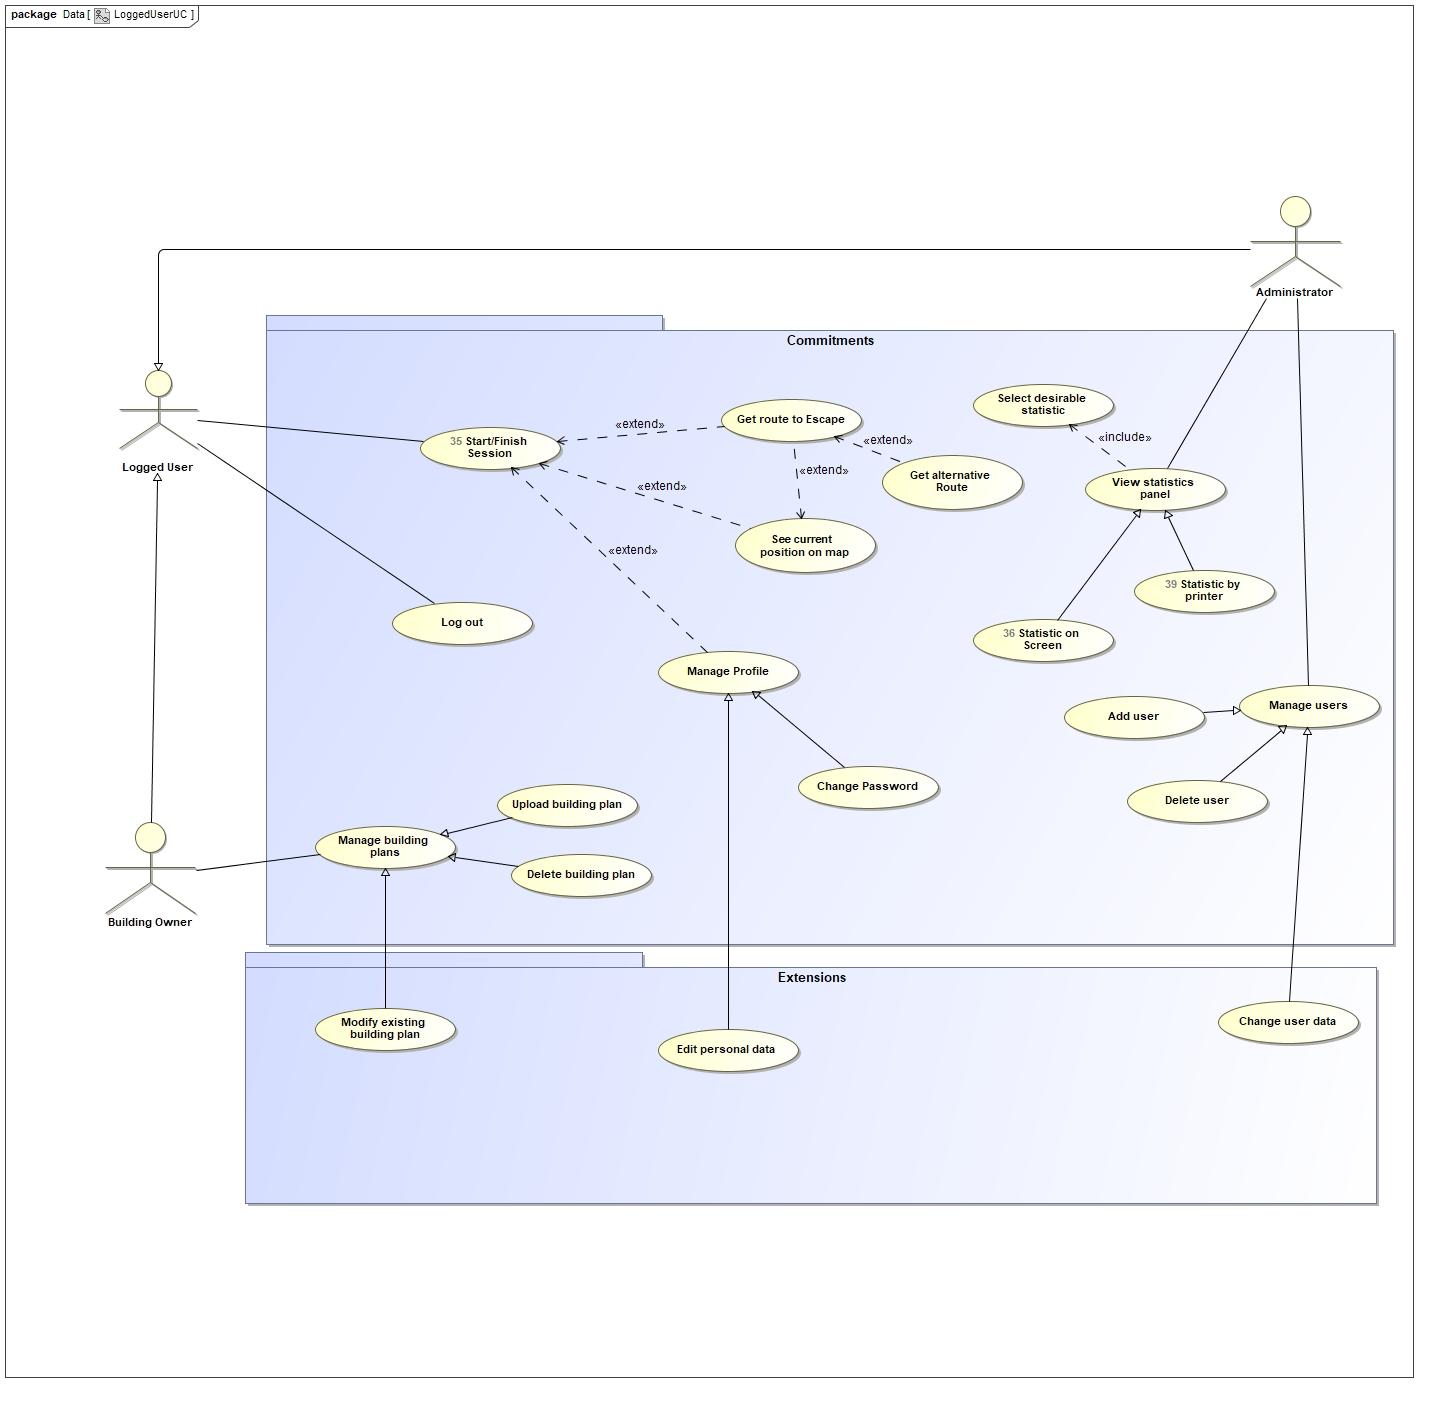 package Data [ LoggedUserUC ]
Administrator
Commitments
Logged User
Select desirable
statistic
Get route to Escape
«extend»
35 Start/Finish
Session
«extend»
«include»
«extend»
Get alternative
Route
View statistics
panel
«extend»
See current
position on map
«extend»
39 Statistic by
printer
Log out
36 Statistic on
Screen
Manage Profile
Manage users
Add user
Change Password
Delete user
Upload building plan
Manage building
plans
Delete building plan
Building Owner
Extensions
Modify existing
building plan
Change user data
Edit personal data